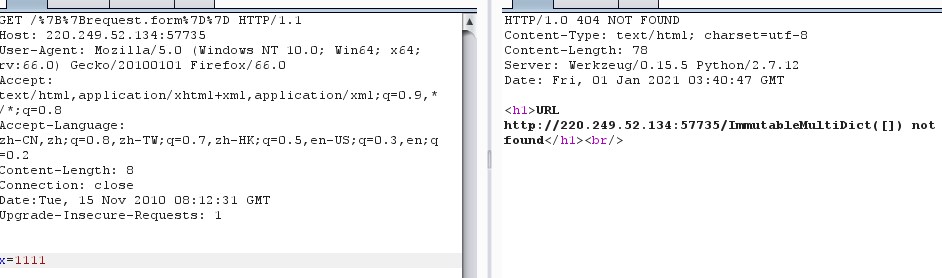 GET /%7B%7Brequest.form%7D%7D HTTP/1.1
Host: 220.249.52.134:57735
User-Agent: Mozilla/5.0 (Windows NT 10.0; Win64; x64;
rv:66.0) Gecko/20100101 Firefox/66.0
Accept:
text/html,application/xhtml+xml,application/xml;q=0.9,*
/*;q=0.8
Accept-Language:
zh-CN,zh;q=0.8,zh-TW;q=0.7,zh-HK;q=0.5,en-US;q=0.3,en;q
=0.2
Content-Length: 8
Connection: close
Date:Tue, 15 Nov 2010 08:12:31 GMT
Upgrade-Insecure-Requests: 1
x=1111
HTTP/1.0 404 NOT FOUND
Content-Type: text/html; charset=utf-8
Content-Length: 78
Server: Werkzeug/0.15.5 Python/2.7.12
Date: Fri, 01 Jan 2021 03:40:47 GMT
<h1>URL
http://220.249.52.134:57735/ImmutableMultiDict([]) not
found</h1><br/>